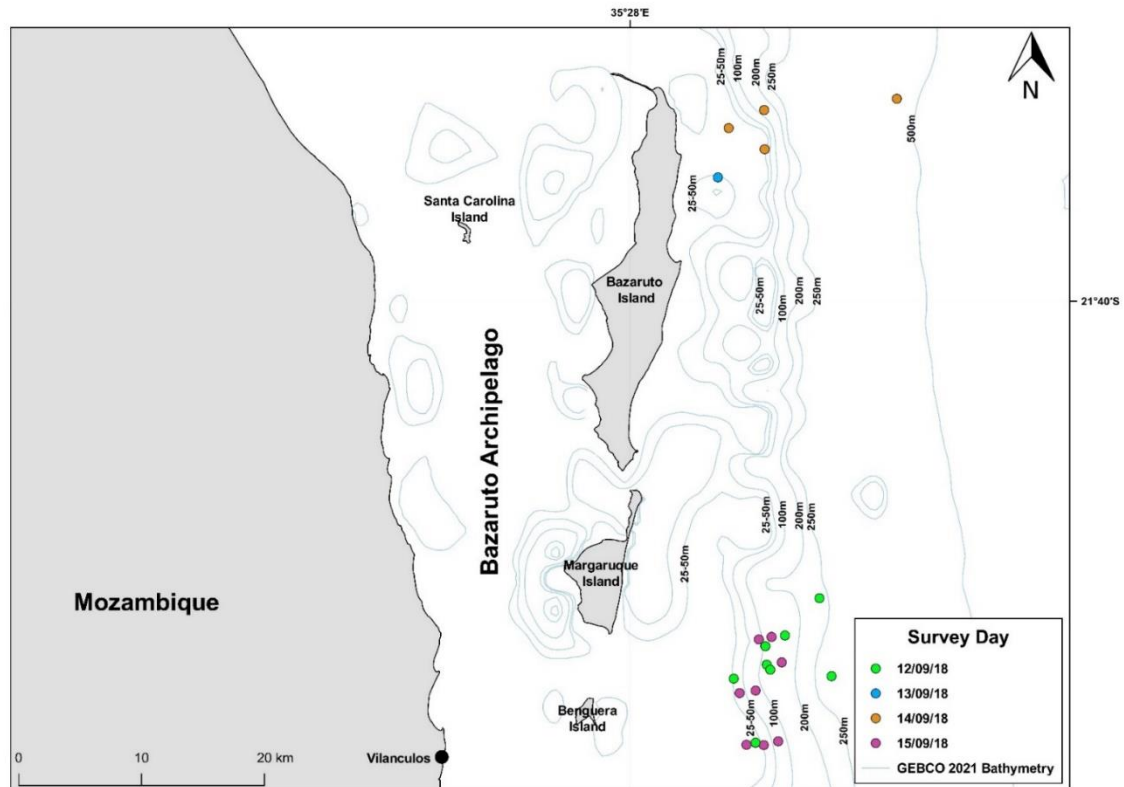 35°28'E
N
25-50m
100m
200m
250m
500m
Santa Carolina
Island
25-50m
Bazaruto
Island
25-50m
100m
200m
250m
21°40'S
Bazaruto Archipelago
25-50m
100m
200m
250m
25-50m
Margaruque
Island
Mozambique
Benguera
Island
25-50m
100m
200m
250m
Vilanculos
0
10
20 km
Survey Day
12/09/18
13/09/18
14/09/18
15/09/18
GEBCO 2021 Bathymetry